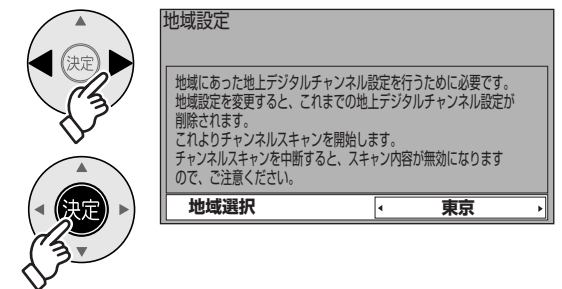 決定
地域設定
地域にあった地上デジタルチャンネル設定を行うために必要です。
地域設定を変更すると、これまでの地上デジタルチャンネル設定が
削除されます。
これよりチャンネルスキャンを開始します。
チャンネルスキャンを中断すると、スキャン内容が無効になります
ので、ご注意ください。
地域選択 東京
決定